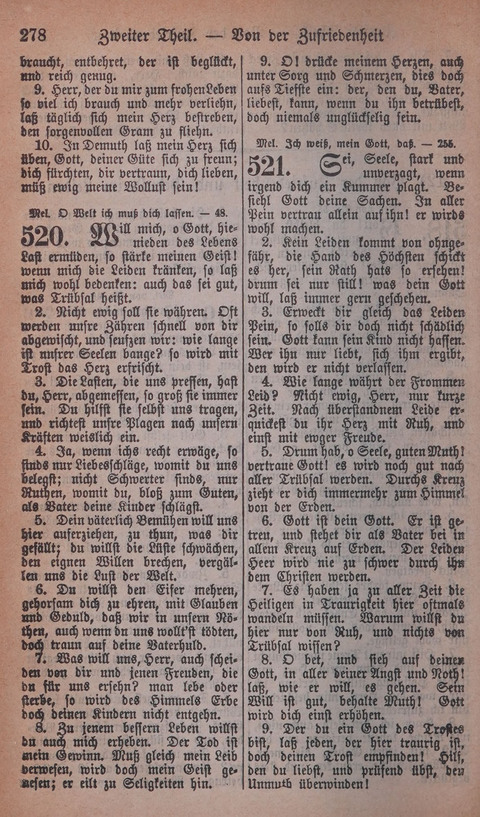 278 Zweiter Theil. — Von der Zufriedenheit
braucht, entbehret, der ist beglückt,
und reich genug.
9. Herr, der du mir zum frohen Leben
so viel ich brauch und mehr verliehn,
laß täglich sich mein Herz bestreben,
den sorgenvollen Gram zu fliehn.
10. In Demuth laß mein Herz sich
üben, Gott, deiner Güte sich zu freun;
dich fürchten, dir vertraun, dich lieben,
müß ewig meine Wollust sein!
Mel. O Welt ich muß dich lassen. — 48.
520. Will mich, o Gott, hie-
nieden des Lebens
Last ermüden, so stärke meinen Geist!
wenn mich die Leiden kränken, so laß
mich wohl bedenken: auch das sei gut,
was Trübsal heißt.
2. Nicht ewig soll sie währen. Oft
werden unsre Zähren schnell von dir
abgewischt, und seufzen wir: wie lange
ist unsrer Seelen bange? so wird mit
Trost das Herz erfrischt.
3. Die Lasten, die uns pressen, hast
du, Herr, abgemessen, so groß sie immer
sein. Du hilfst sie selbst uns tragen,
und richtest unsre Plagen nach unsern
Kräften weislich ein.
4. Ja, wenn ichs recht erwäge, so
sinds nur Liebesschläge, womit du uns
belegst; nicht Schwerter sinds, nur
Ruthen, womit du, bloß zum Guten,
als Vater deine Kinder schlägst.
5. Dein väterlich Bemühen will uns
hier auferziehen, zu thun, was dir
gefällt; du willst die Lüste schwächen,
den eignen Willen brechen, vergäl-
len uns die Lust der Welt.
6. Du willst den Eifer mehren,
gehorsam dich zu ehren, mit Glauben
und Geduld, daß wir in unsern Nö-
then, auch wenn du uns wollt'st tödten,
doch traun auf deine Vaterhuld.
7. Was will uns, Herr, auch schei-
den von dir und jenen Freuden, die
du für uns ersehn? man lebe oder
sterbe, so wird des Himmels Erbe
doch deinen Kindern nicht entgehn.
8. Zu jenem bessern Leben willst
du auch mich erheben. Der Tod ist
mein Gewinn. Muß gleich mein Leib
verwesen, wird doch mein Geist ge-
nesen; er eilt zu Seligkeiten hin.
9. O! drücke meinem Herzen, auch
unter Sorg und Schmerzen, dies doch
aufs Tiefste ein: der, den du, Vater,
liebest, kann, wenn du ihn betrübest,
doch niemals unglückselig sein.
Mel. Ich weiß, mein Gott, daß. — 255.
521. Sei, Seele, stark und
unverzagt, wenn
irgend dich ein Kummer plagt. Be-
siehl Gott deine Sachen. In aller
Pein vertrau allein auf ihn! er wirds
wohl machen.
2. Kein Leiden kommt von ohnge-
fähr, die Hand des Höchsten schickt
es her, sein Rath hats so ersehen!
drum sei nur still! was dein Gott
will, laß immer gern geschehen.
3. Erweckt dir gleich das Leiden
Pein, so solls dir doch nicht schädlich
sein. Gott kann sein Kind nicht hassen.
Wer ihn nur liebt, sich ihm ergibt,
den wird er nicht verlassen.
4. Wie lange währt der Frommen
Leid? Nicht ewig, Herr, nur kurze
Zeit. Nach überstandnem Leide er-
quickest du ihr Herz mit Ruh, und
einst mit ewger Freude.
5. Drum hab, o Seele, guten Muth!
vertraue Gott! es wird noch gut nach
aller Trübsal werden. Durchs Kreuz
zieht er dich immermehr zum Himmel
von der Erden.
6. Gott ist dein Gott. Er ist ge-
treu, und stehet dir als Vater bei in
allem Kreuz auf Erden. Der Leiden
Heer wird nie zu schwer durch ihn
dem Christen werden.
7. Es haben ja zu aller Zeit die
Heiligen in Traurigkeit hier oftmals
wandeln müssen. Warum willst du
hier nur von Ruh, und nichts von
Trübsal wissen?
8. O bet, und sieh auf deinen
Gott, in aller deiner Angst und Noth!
laß, wie er will, es gehen. Sein
Will ist gut, behalte Muth! Gott
wird dich einst erhöhen.
9. Der du ein Gott des Trostes
bist, laß jeden, der hier traurig ist,
doch deinen Trost empfinden! Hilf,
den du liebst, und prüfend übst, den
Unmuth überwinden!